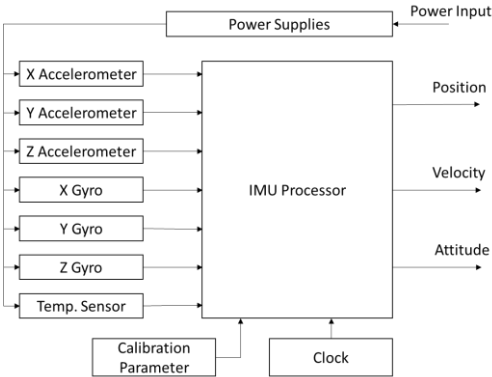 Power Input
Power Supplies
X Accelerometer
Y Accelerometer
Z Accelerometer
X Gyro
Y Gyro
Z Gyro
Temp. Sensor
IMU Processor
Position
Velocity
Attitude
Calibration
Parameter
Clock